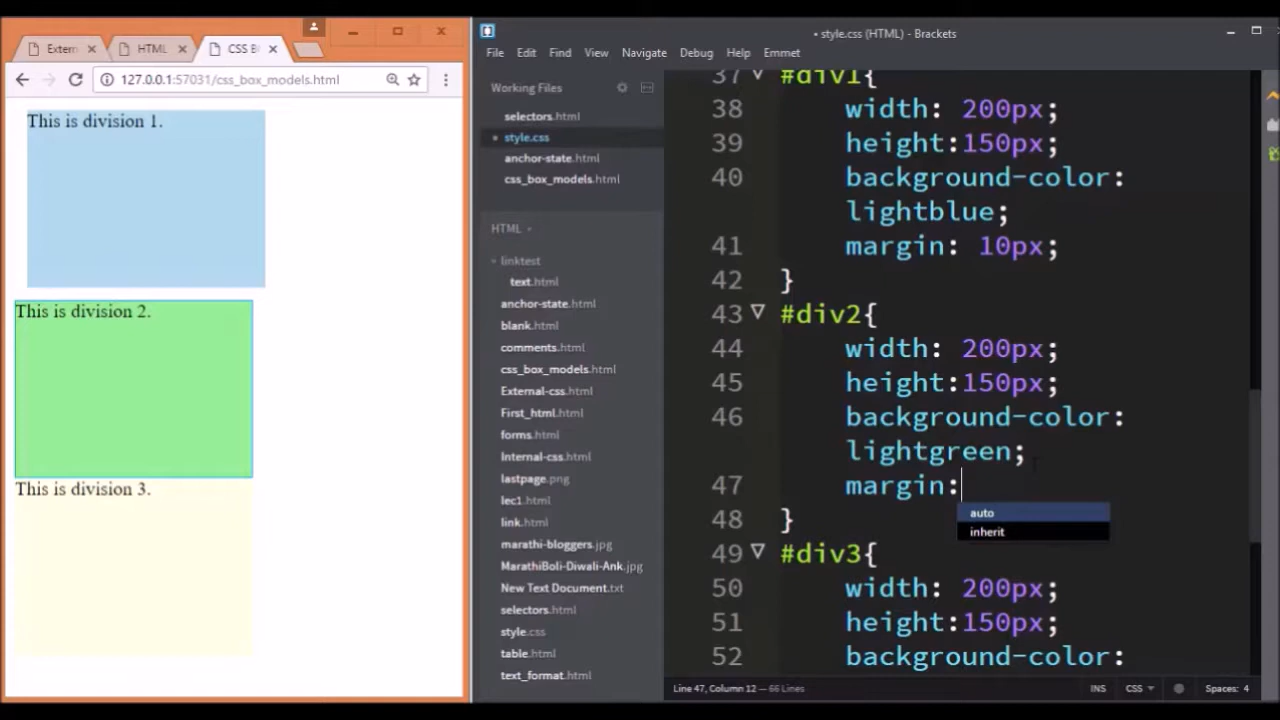 Extern
HTML
CSS B
127.0.0.1:57031/css_box_models.html
This is division 1.
This is division 2.
This is division 3.
• style.css (HTML) - Brackets
File Edit Find View Navigate Debug Help Emmet
Working Files
selectors.html
style.css
anchor-state.html
css_box_models.html
HTML
linktest
text.html
anchor-state.html
blank.html
comments.html
css_box_models.html
External-css.html
First_html.html
forms.html
Internal-css.html
lastpage.png
lec1.html
link.html
marathi-bloggers.jpg
MarathiBoli-Diwali-Ank.jpg
New Text Document.txt
selectors.html
style.css
table.html
text_format.html
37 #div1{
38 width: 200px;
39 height:150px;
40 background-color:
lightblue;
41 margin: 10px;
42 }
43 #div2{
44 width: 200px;
45 height:150px;
46 background-color:
lightgreen;
47 margin:
auto
inherit
48 }
49 #div3{
50 width: 200px;
51 height:150px;
52 background-color:
Line 47, Column 12 — 66 Lines
INS CSS Spaces: 4